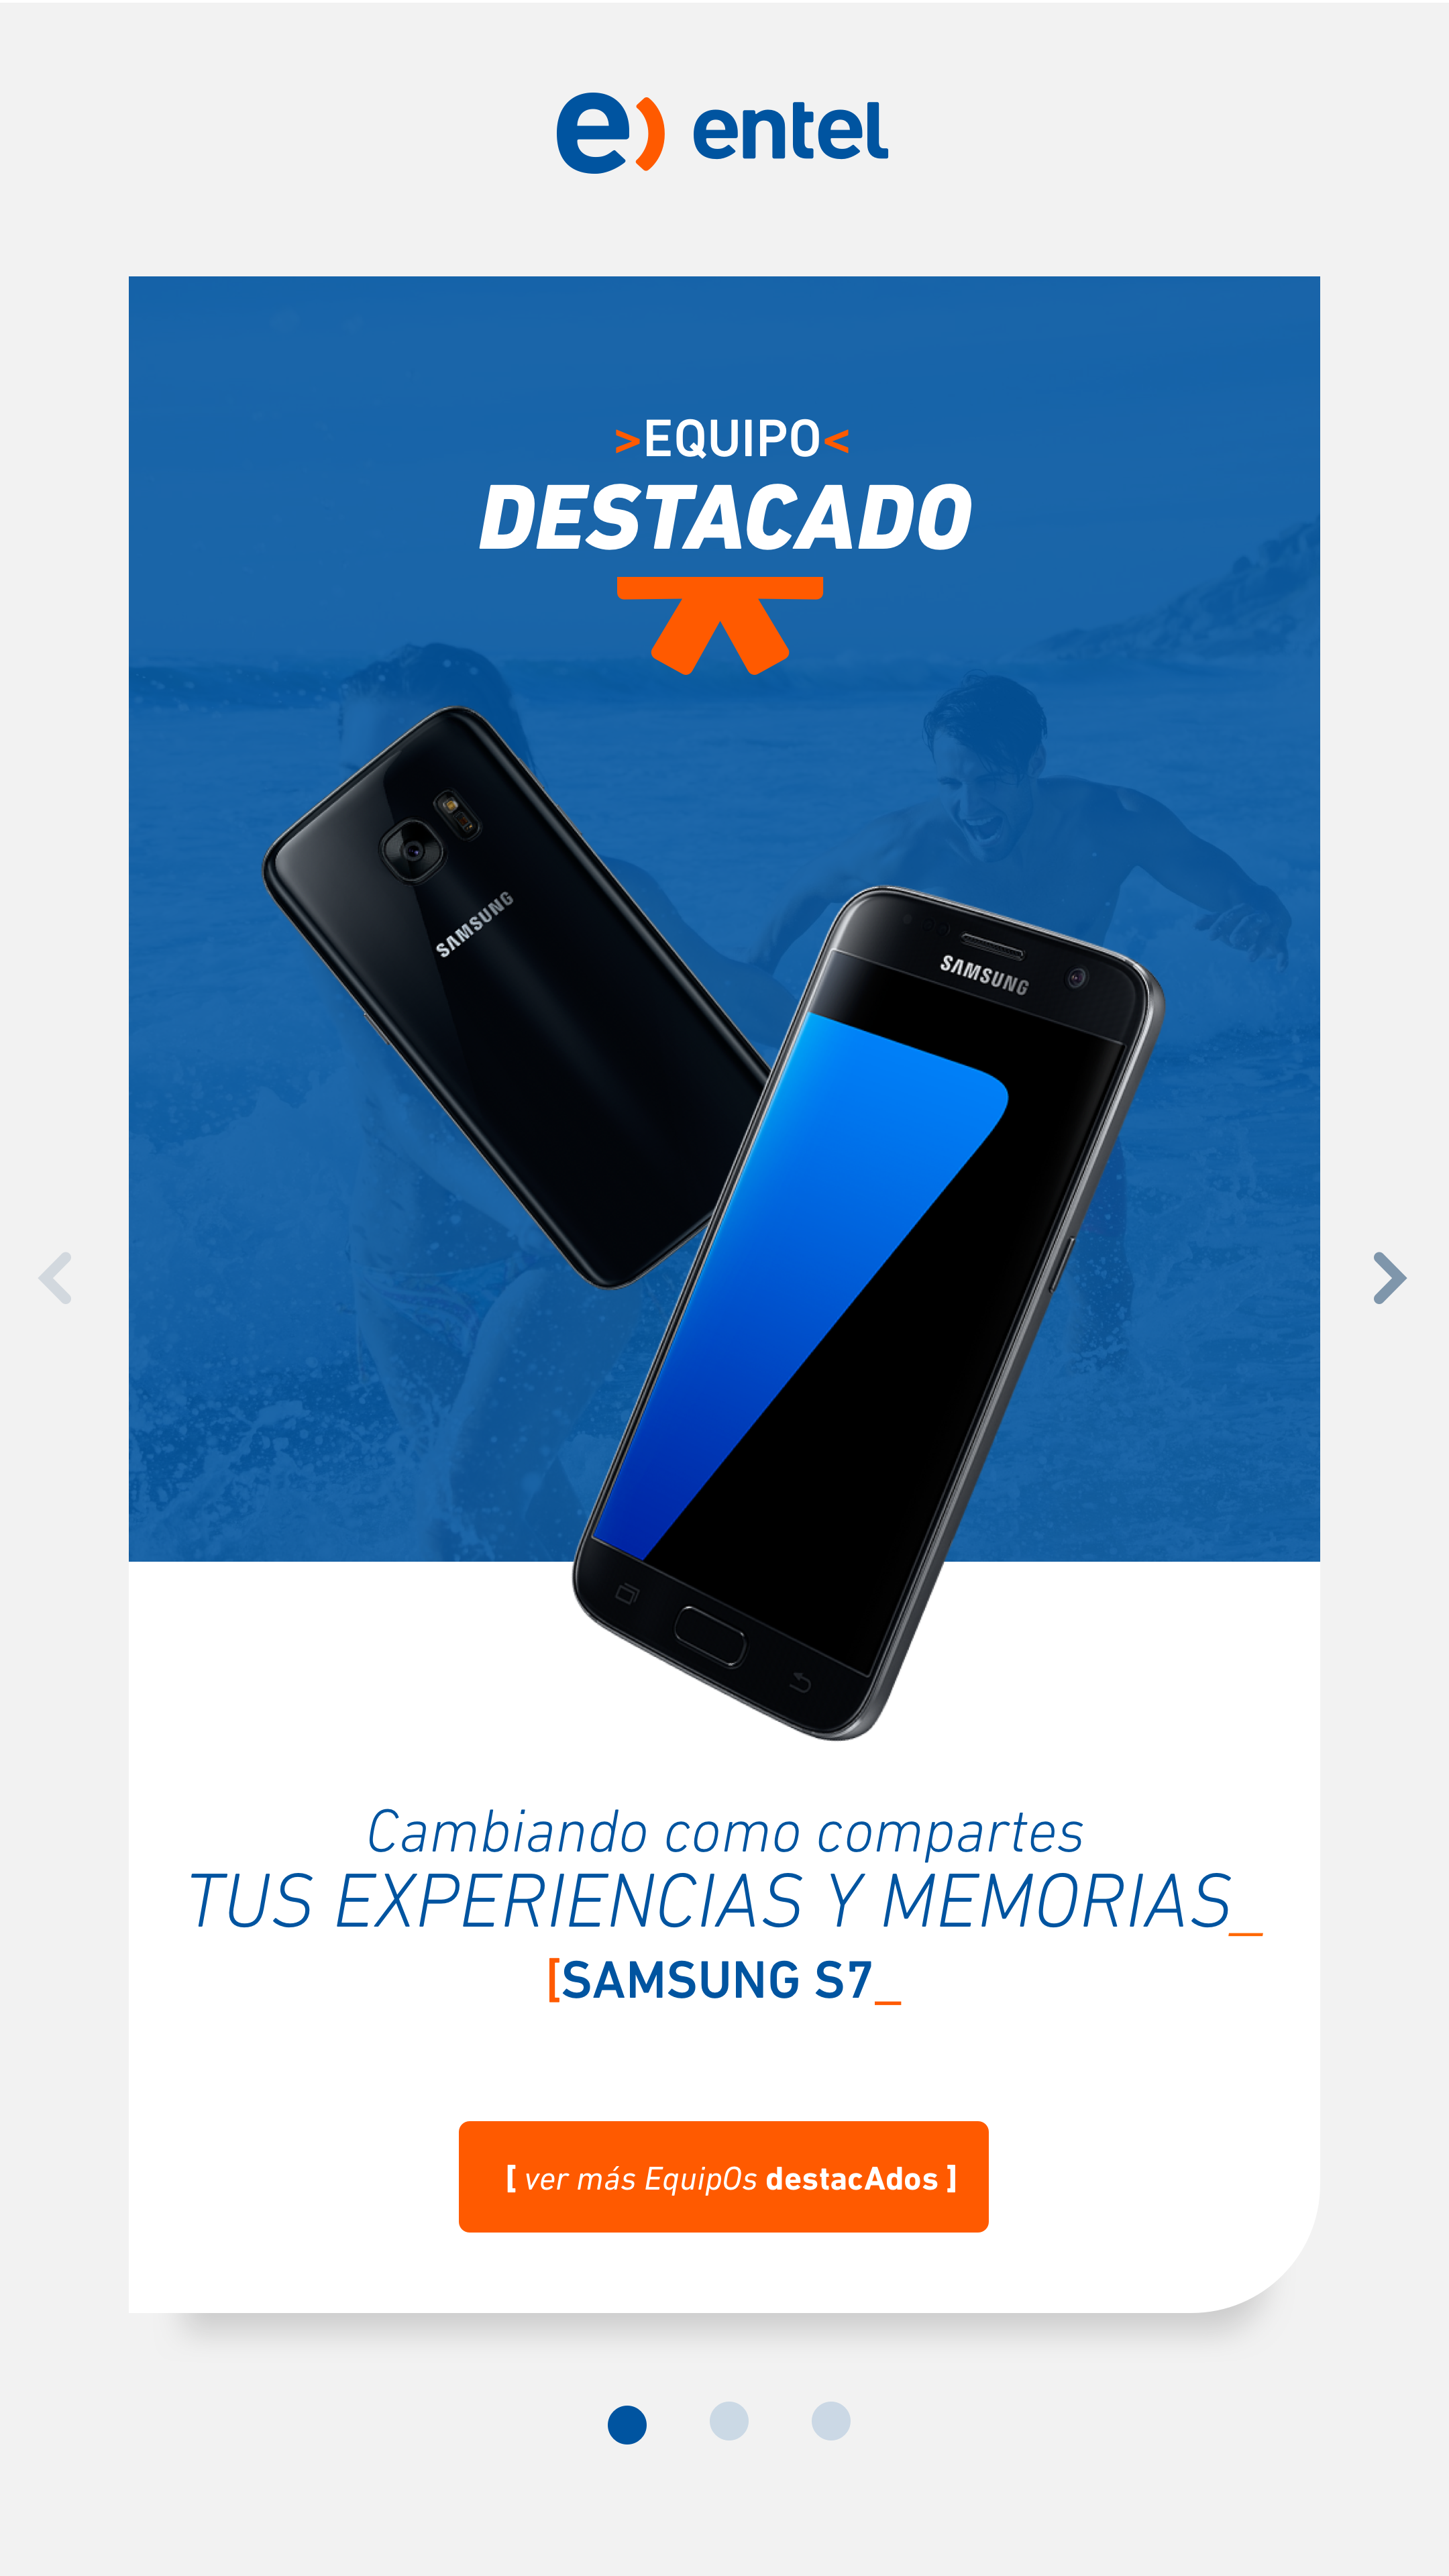 e) entel
>EQUIPO<
DESTACADO
SAMSUNG
SAMSUNG
Cambiando como compartes
TUS EXPERIENCIAS Y MEMORIAS_
[SAMSUNG S7_
[ ver más EquipOs destacAdos ]